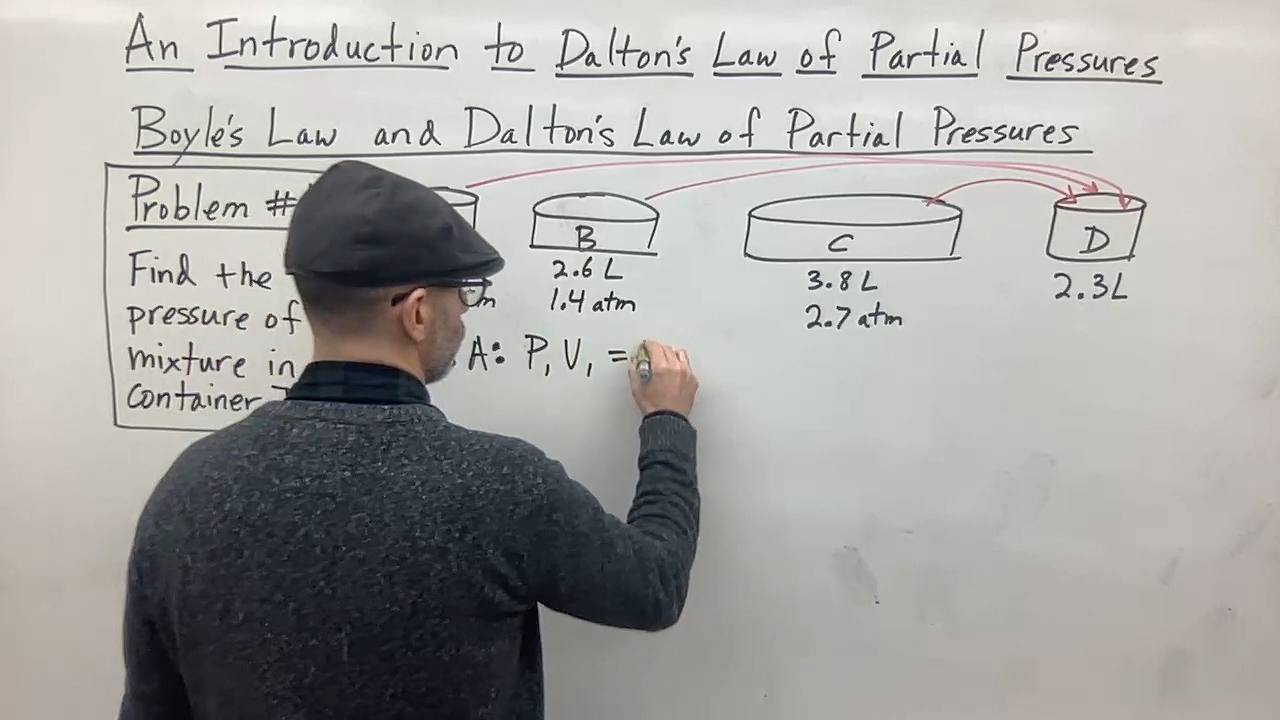 An Introduction to Dalton's Law of Partial Pressures
Boyle's Law and Dalton's Law of Partial Pressures
Problem #
Find the
pressure of
mixture in
container
B
2.6 L
1.4 atm
C
3.8 L
2.7 atm
D
2.3 L
A: P₁V₁ =